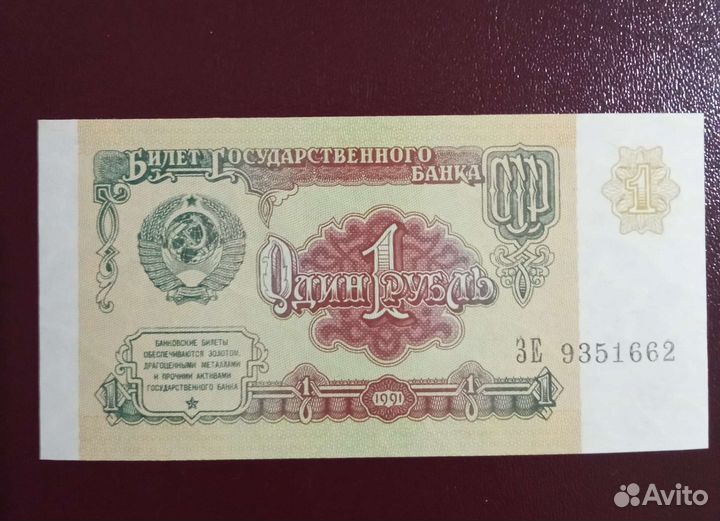 БИЛЕТ ГОСУДАРСТВЕННОГО
БАНКА
СССР
1
ОДИН 1 РУБЛЬ
БАНКОВСКИЕ БИЛЕТЫ
ОБЕСПЕЧИВАЮТСЯ ЗОЛОТОМ,
ДРАГОЦЕННЫМИ МЕТАЛЛАМИ
И ПРОЧИМИ АКТИВАМИ
ГОСУДАРСТВЕННОГО БАНКА
ЗЕ 9351662
1 1 1991 1 1
Avito